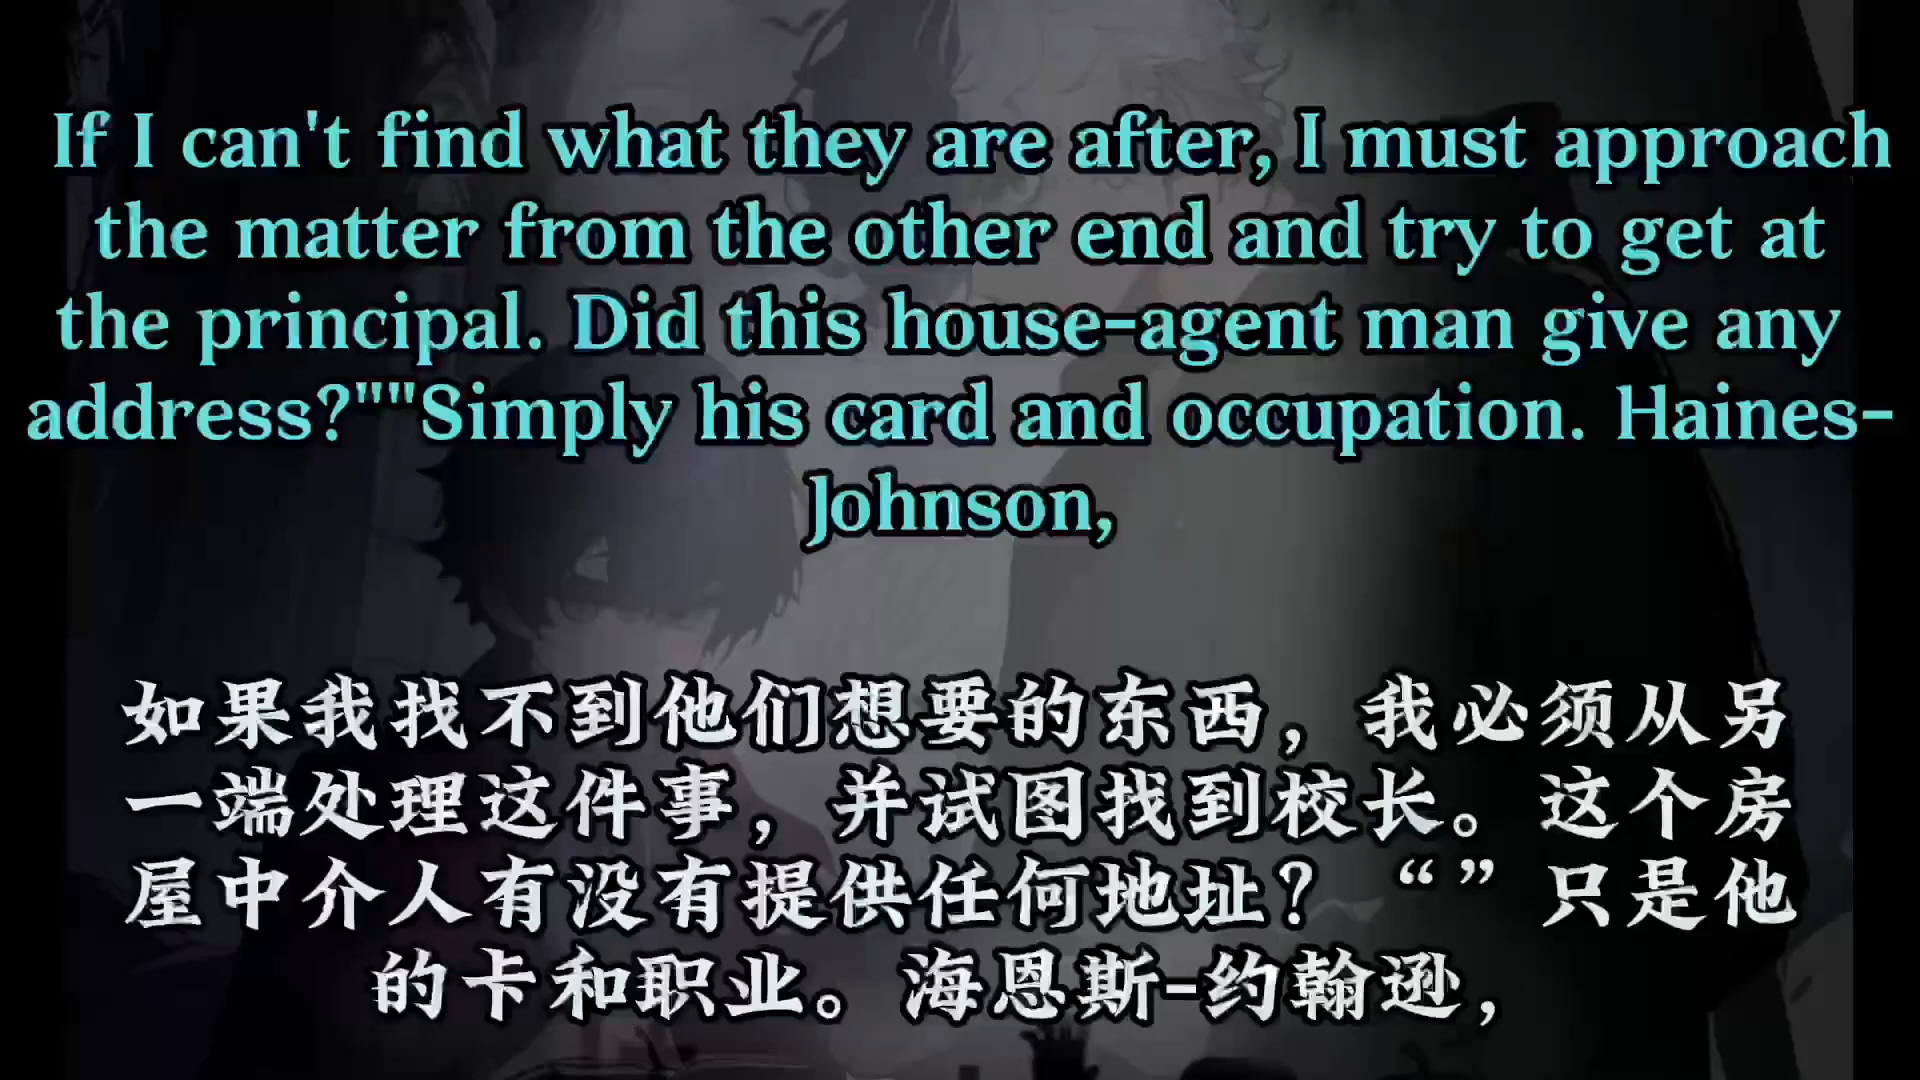 If I can't find what they are after, I must approach
the matter from the other end and try to get at
the principal. Did this house-agent man give any
address?""Simply his card and occupation. Haines-
Johnson,
如果我找不到他们想要的东西，我必须从另
一端处理这件事，并试图找到校长。这个房
屋中介人有没有提供任何地址？“”只是他
的卡和职业。海恩斯-约翰逊，